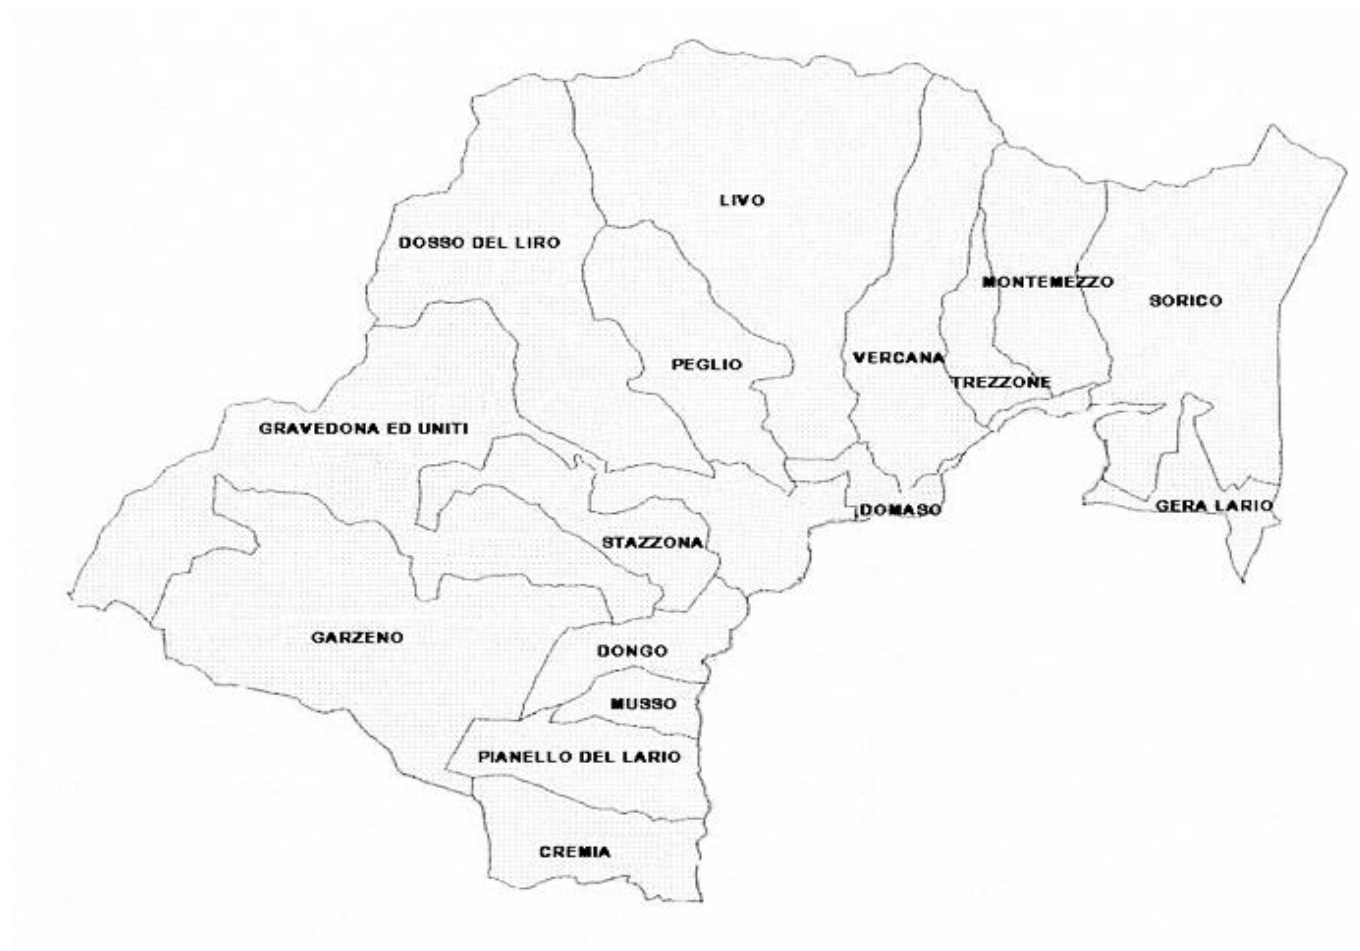 LIVO
DOSSO DEL LIRO
MONTEMEZZO
SORICO
VERCANA
PEGLIO
TREZZONE
GRAVEDONA ED UNITI
GERA LARIO
DOMASO
STAZZONA
GARZENO
DONGO
MUSSO
PIANELLO DEL LARIO
CREMIA